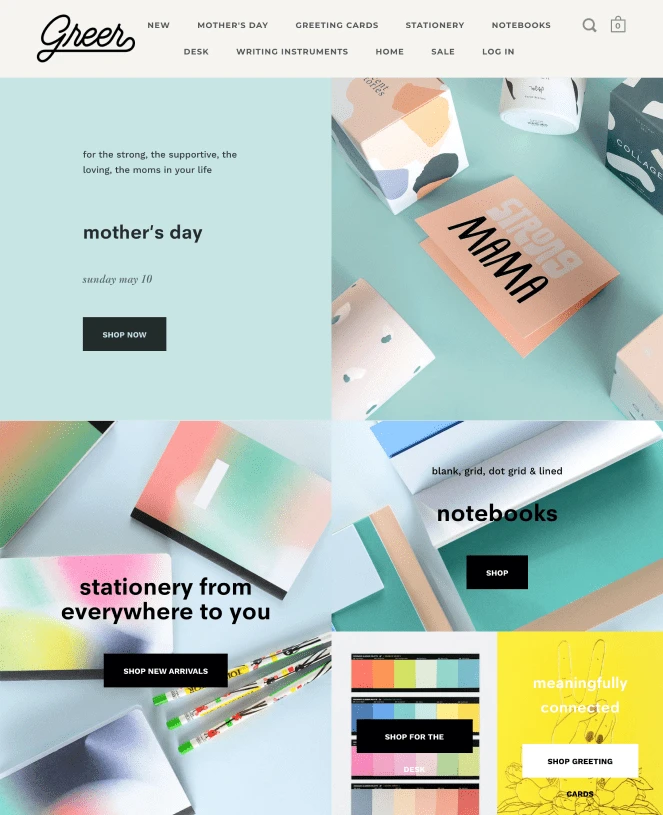 Greer
NEW MOTHER'S DAY GREETING CARDS STATIONERY NOTEBOOKS
0
DESK WRITING INSTRUMENTS HOME SALE LOG IN
for the strong, the supportive, the
loving, the moms in your life
mother's day
sunday may 10
SHOP NOW
STRONG
MAMA
COLLAGE
blank, grid, dot grid & lined
notebooks
SHOP
stationery from
everywhere to you
SHOP NEW ARRIVALS
SHOP FOR THE
DESK
meaningfully
connected
SHOP GREETING
CARDS